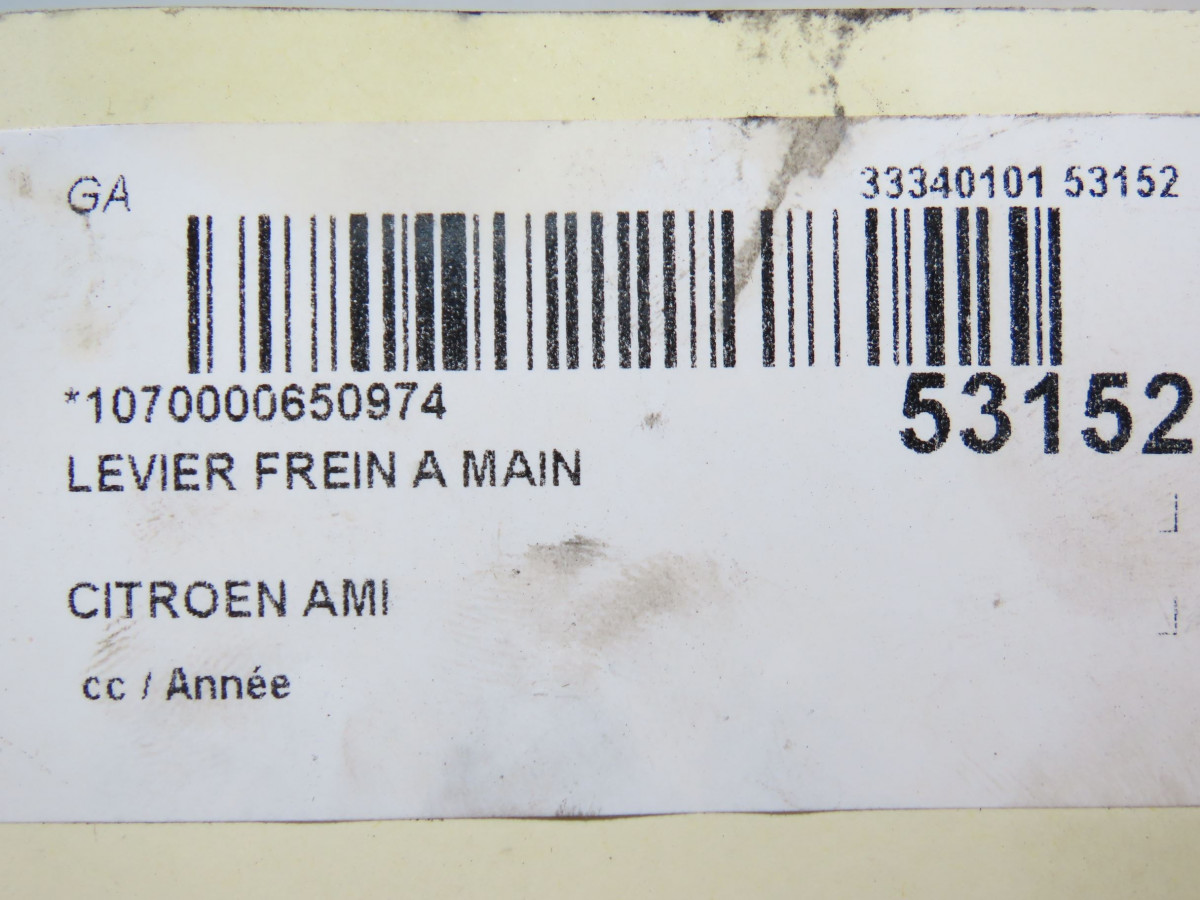 GA
33340101 53152
*1070000650974
53152
LEVIER FREIN A MAIN
CITROEN AMI
cc / Année